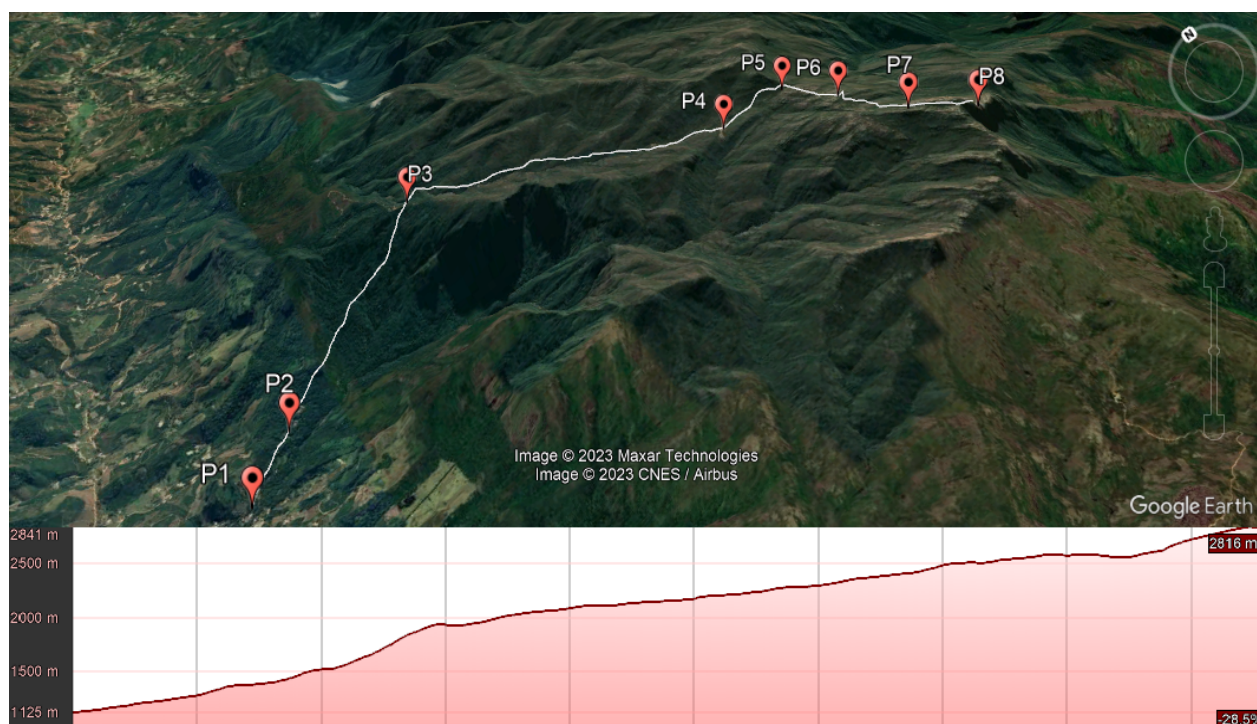 N
P5
P6
P7
P8
P4
P3
P2
P1
Image © 2023 Maxar Technologies
Image © 2023 CNES / Airbus
Google Earth
2841 m
2816 m
2500 m
2000 m
1500 m
1125 m